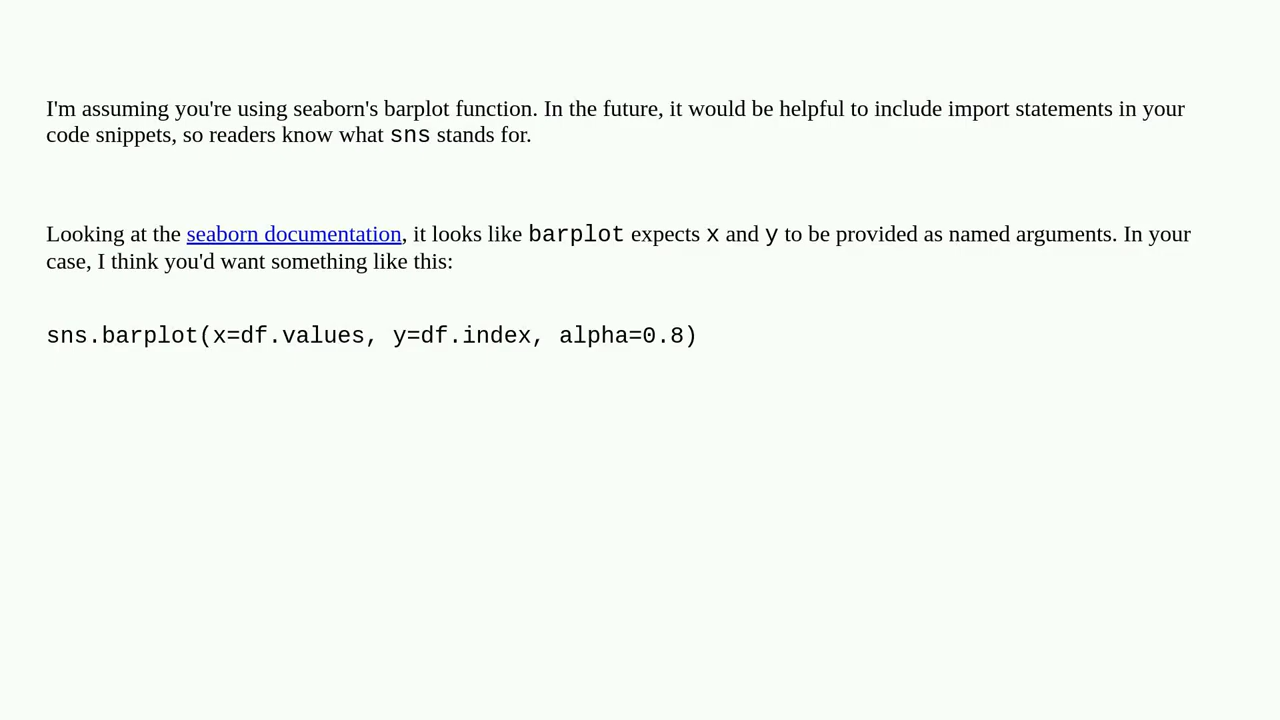 I'm assuming you're using seaborn's barplot function. In the future, it would be helpful to include import statements in your
code snippets, so readers know what sns stands for.
Looking at the seaborn documentation, it looks like barplot expects x and y to be provided as named arguments. In your
case, I think you'd want something like this:
sns.barplot(x=df.values, y=df.index, alpha=0.8)